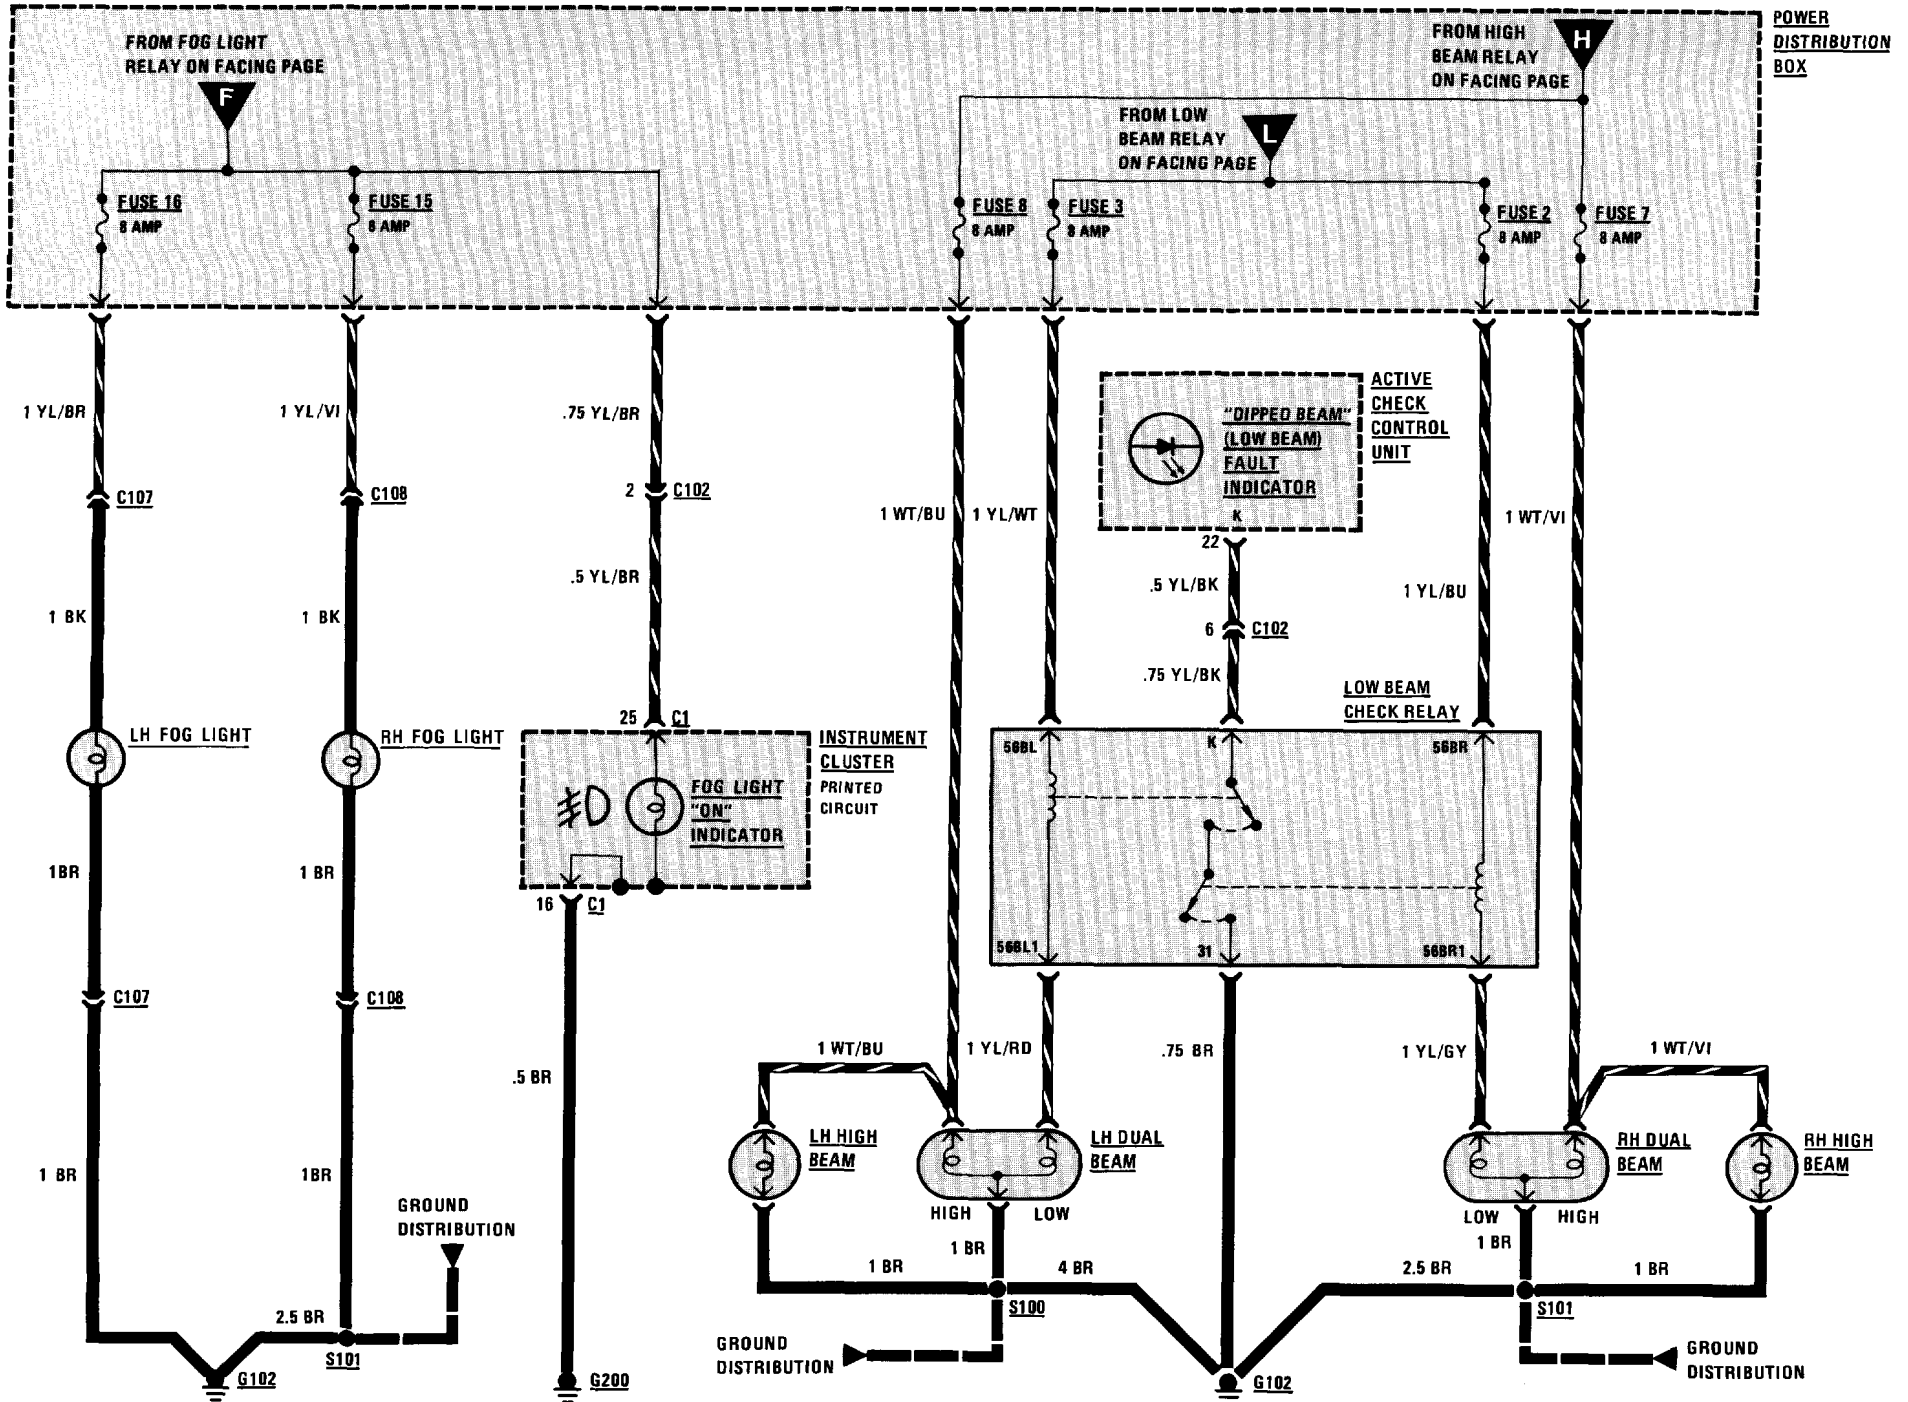 FROM FOG LIGHT
RELAY ON FACING PAGE
F
FROM HIGH
BEAM RELAY
ON FACING PAGE
H
POWER
DISTRIBUTION
BOX
FROM LOW
BEAM RELAY
ON FACING PAGE
L
FUSE 16
8 AMP
FUSE 15
8 AMP
FUSE 8
8 AMP
FUSE 3
8 AMP
FUSE 2
8 AMP
FUSE 7
8 AMP
1 YL/BR
1 YL/VI
.75 YL/BR
C107
C108
2
C102
1 WT/BU
1 YL/WT
"DIPPED BEAM"
(LOW BEAM)
FAULT
INDICATOR
K
ACTIVE
CHECK
CONTROL
UNIT
1 WT/VI
22
.5 YL/BR
.5 YL/BK
1 YL/BU
1 BK
1 BK
6
C102
.75 YL/BK
LOW BEAM
CHECK RELAY
25
C1
LH FOG LIGHT
RH FOG LIGHT
INSTRUMENT
CLUSTER
PRINTED
CIRCUIT
FOG LIGHT
"ON"
INDICATOR
56BL
K
56BR
1BR
1 BR
16
C1
56BL1
31
56BR1
C107
C108
.5 BR
1 WT/BU
1 YL/RD
.75 BR
1 YL/GY
1 WT/VI
LH HIGH
BEAM
LH DUAL
BEAM
RH DUAL
BEAM
RH HIGH
BEAM
1 BR
1BR
GROUND
DISTRIBUTION
HIGH
LOW
LOW
HIGH
1 BR
1 BR
1 BR
4 BR
2.5 BR
1 BR
S100
S101
2.5 BR
S101
GROUND
DISTRIBUTION
GROUND
DISTRIBUTION
G102
G200
G102